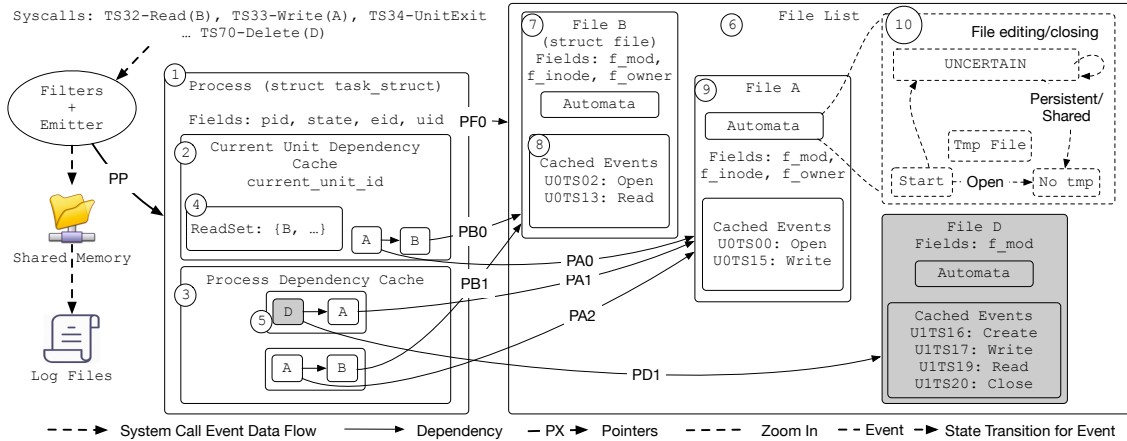 Syscalls: TS32-Read(B), TS33-Write(A), TS34-UnitExit
… TS70-Delete(D)
Filters
+
Emitter
PP
Shared Memory
Log Files
1
Process (struct task_struct)
Fields: pid, state, eid, uid
2
Current Unit Dependency
Cache
current_unit_id
4
ReadSet: {B, …}
A
B
3
Process Dependency Cache
5
D
A
A
B
PF0
PB0
PB1
PA0
PA1
PA2
PD1
6
File List
7
File B
(struct file)
Fields: f_mod,
f_inode, f_owner
Automata
8
Cached Events
U0TS02: Open
U0TS13: Read
9
File A
Automata
Fields: f_mod,
f_inode, f_owner
Cached Events
U0TS00: Open
U0TS15: Write
10
File editing/closing
UNCERTAIN
Persistent/
Shared
Tmp File
Start
Open
No tmp
File D
Fields: f_mod
Automata
Cached Events
U1TS16: Create
U1TS17: Write
U1TS19: Read
U1TS20: Close
System Call Event Data Flow
Dependency
PX
Pointers
Zoom In
Event
State Transition for Event